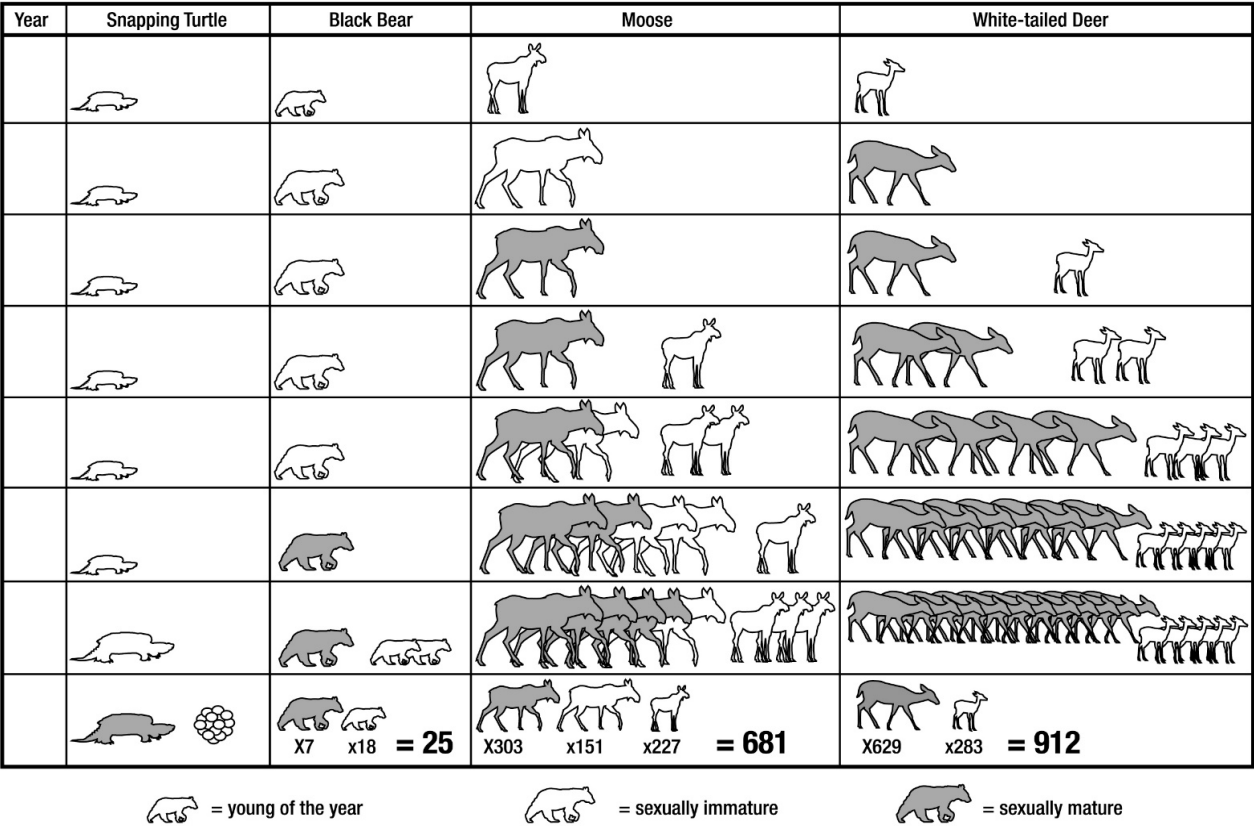 Year Snapping Turtle Black Bear Moose White-tailed Deer
X7 x18 = 25 X303 x151 x227 = 681 X629 x283 = 912
= young of the year = sexually immature = sexually mature